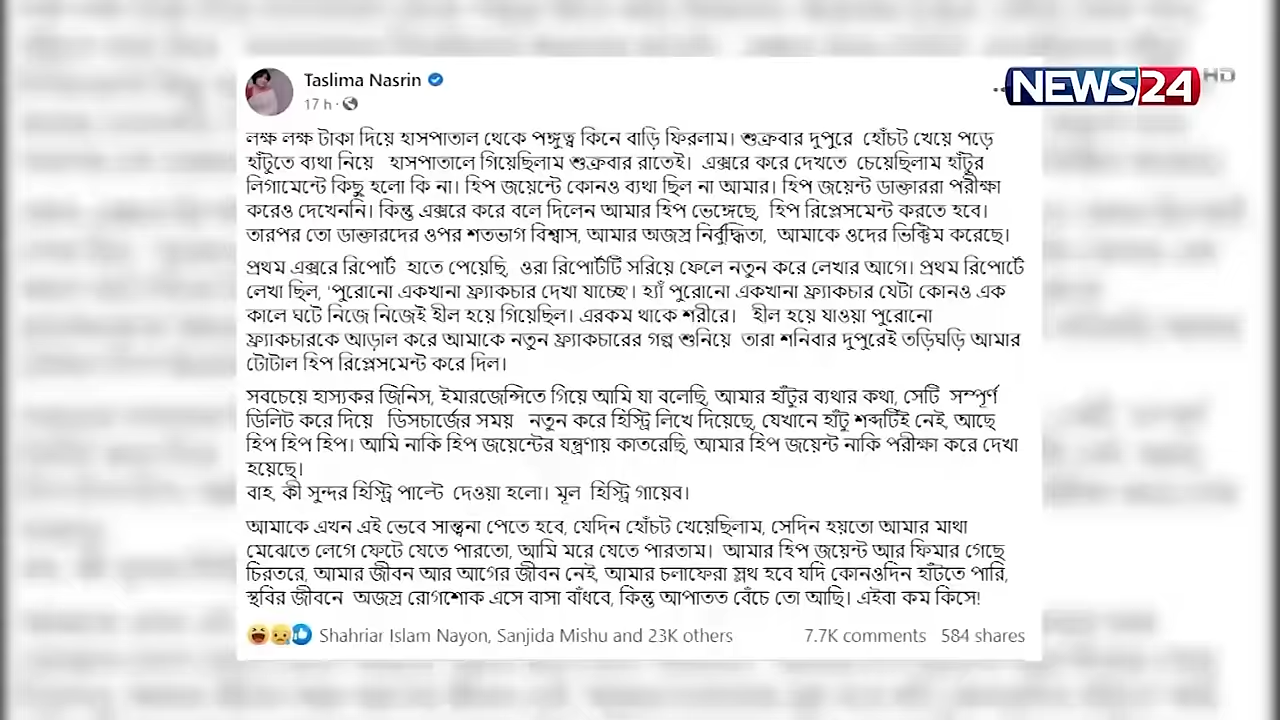 Taslima Nasrin
17 h
NEWS24 HD
লক্ষ লক্ষ টাকা দিয়ে হাসপাতাল থেকে পঙ্গুত্ব কিনে বাড়ি ফিরলাম। শুক্রবার দুপুরে হোঁচট খেয়ে পড়ে
হাঁটুতে ব্যথা নিয়ে হাসপাতালে গিয়েছিলাম শুক্রবার রাতেই। এক্সরে করে দেখতে চেয়েছিলাম হাঁটুর
লিগামেন্টে কিছু হলো কি না। হিপ জয়েন্টে কোনও ব্যথা ছিল না আমার। হিপ জয়েন্ট ডাক্তাররা পরীক্ষা
করেও দেখেননি। কিন্তু এক্সরে করে বলে দিলেন আমার হিপ ভেঙ্গেছে, হিপ রিপ্লেসমেন্ট করতে হবে।
তারপর তো ডাক্তারদের ওপর শতভাগ বিশ্বাস, আমার অজস্র নির্বুদ্ধিতা, আমাকে ওদের ভিক্টিম করেছে।
প্রথম এক্সরে রিপোর্ট হাতে পেয়েছি, ওরা রিপোর্টটি সরিয়ে ফেলে নতুন করে লেখার আগে। প্রথম রিপোর্টে
লেখা ছিল, 'পুরোনো একখানা ফ্র্যাকচার দেখা যাচ্ছে'। হ্যাঁ পুরোনো একখানা ফ্র্যাকচার যেটা কোনও এক
কালে ঘটে নিজে নিজেই হীল হয়ে গিয়েছিল। এরকম থাকে শরীরে। হীল হয়ে যাওয়া পুরোনো
ফ্র্যাকচারকে আড়াল করে আমাকে নতুন ফ্র্যাকচারের গল্প শুনিয়ে তারা শনিবার দুপুরেই তড়িঘড়ি আমার
টোটাল হিপ রিপ্লেসমেন্ট করে দিল।
সবচেয়ে হাস্যকর জিনিস, ইমারজেন্সিতে গিয়ে আমি যা বলেছি, আমার হাঁটুর ব্যথার কথা, সেটি সম্পূর্ণ
ডিলিট করে দিয়ে ডিসচার্জের সময় নতুন করে হিস্ট্রি লিখে দিয়েছে, যেখানে হাঁটু শব্দটিই নেই, আছে
হিপ হিপ হিপ। আমি নাকি হিপ জয়েন্টের যন্ত্রণায় কাতরেছি, আমার হিপ জয়েন্ট নাকি পরীক্ষা করে দেখা
হয়েছে।
বাহ, কী সুন্দর হিস্ট্রি পাল্টে দেওয়া হলো। মূল হিস্ট্রি গায়েব।
আমাকে এখন এই ভেবে সান্ত্বনা পেতে হবে, যেদিন হোঁচট খেয়েছিলাম, সেদিন হয়তো আমার মাথা
মেঝেতে লেগে ফেটে যেতে পারতো, আমি মরে যেতে পারতাম। আমার হিপ জয়েন্ট আর ফিমার গেছে
চিরতরে, আমার জীবন আর আগের জীবন নেই, আমার চলাফেরা স্লথ হবে যদি কোনওদিন হাঁটতে পারি,
স্থবির জীবনে অজস্র রোগশোক এসে বাসা বাঁধবে, কিন্তু আপাতত বেঁচে তো আছি। এইবা কম কিসে!
Shahriar Islam Nayon, Sanjida Mishu and 23K others 7.7K comments 584 shares